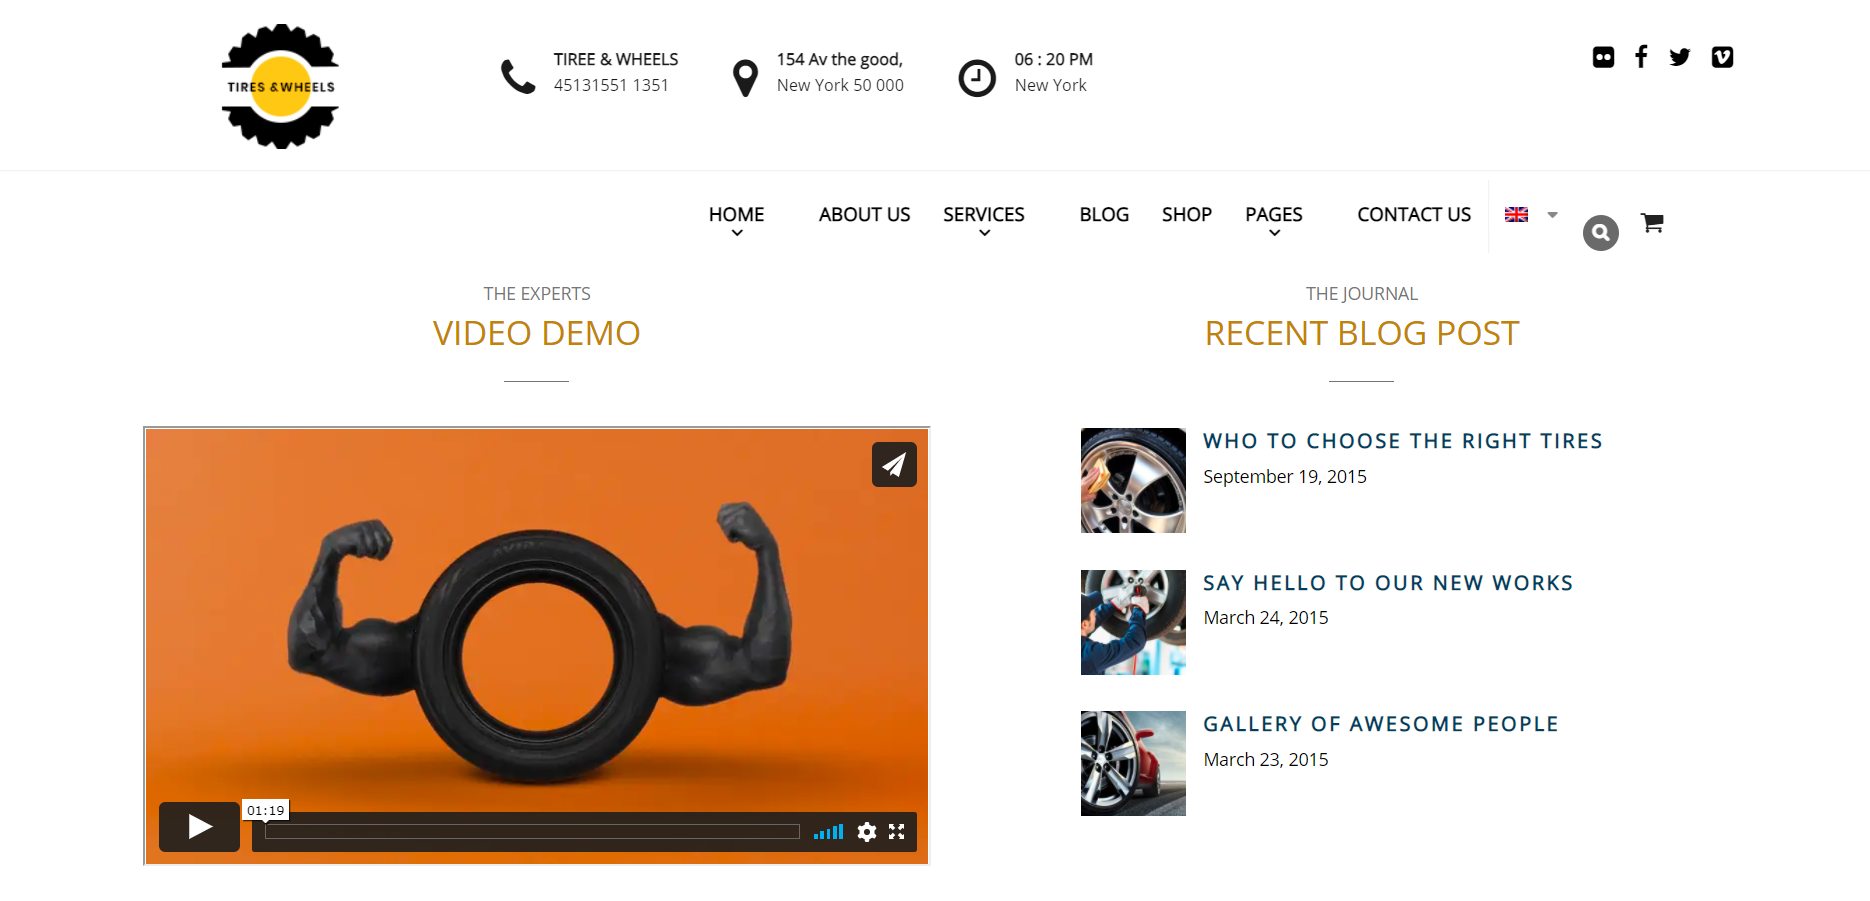 TIRES & WHEELS
TIREE & WHEELS
45131551 1351
154 Av the good,
New York 50 000
06 : 20 PM
New York
HOME
ABOUT US
SERVICES
BLOG
SHOP
PAGES
CONTACT US
THE EXPERTS
VIDEO DEMO
01:19
THE JOURNAL
RECENT BLOG POST
WHO TO CHOOSE THE RIGHT TIRES
September 19, 2015
SAY HELLO TO OUR NEW WORKS
March 24, 2015
GALLERY OF AWESOME PEOPLE
March 23, 2015